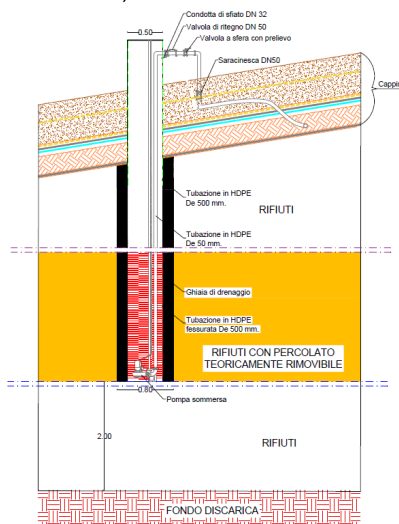 0.50
Condotta di sfiato DN 32
Valvola di ritegno DN 50
Valvola a sfera con prelievo
Saracinesca DN50
Cappin
Tubazione in HDPE
De 500 mm.
RIFIUTI
Tubazione in HDPE
De 50 mm.
Ghiaia di drenaggio
Tubazione in HDPE
fessurata De 500 mm.
RIFIUTI CON PERCOLATO
TEORICAMENTE RIMOVIBILE
0.80
Pompa sommersa
2.00
RIFIUTI
FONDO DISCARICA